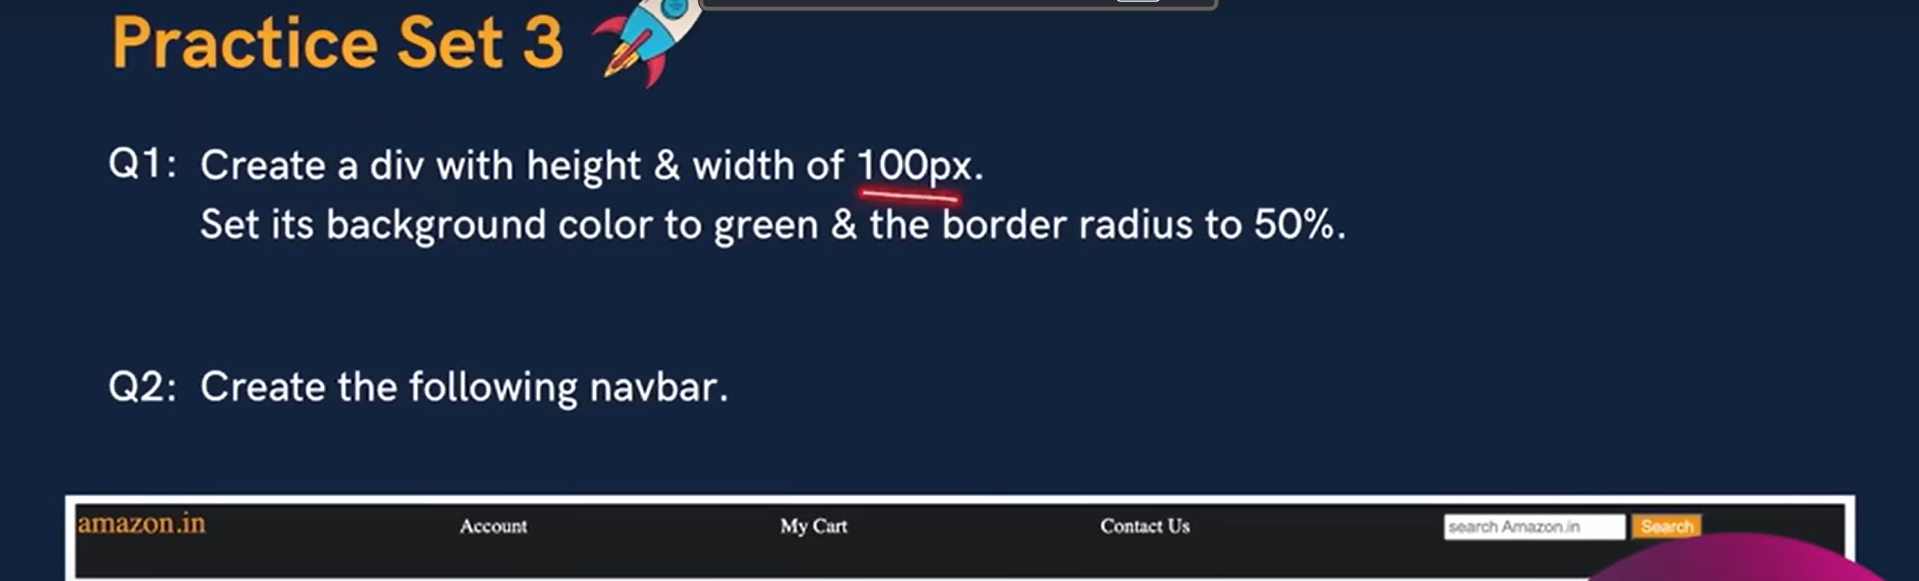 Practice Set 3
Q1: Create a div with height & width of 100px.
Set its background color to green & the border radius to 50%.
Q2: Create the following navbar.
amazon.in Account My Cart Contact Us search Amazon.in Search